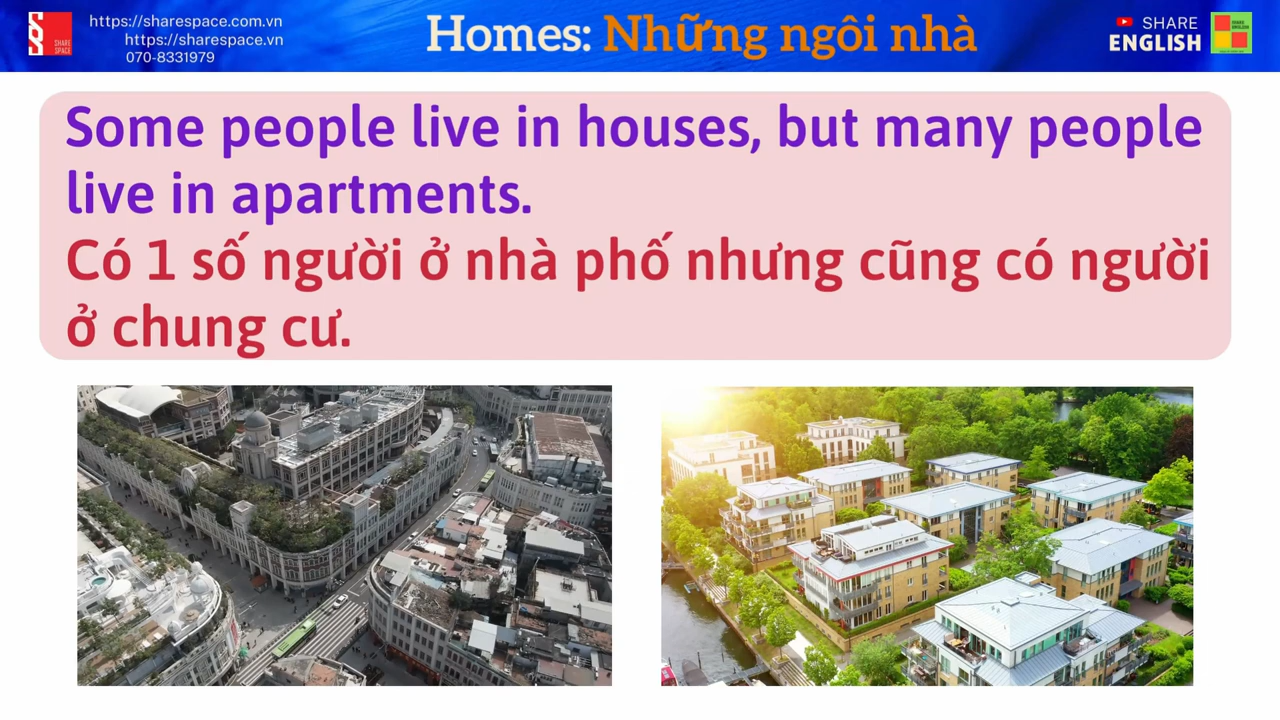 SHARE
SPACE
https://sharespace.com.vn
https://sharespace.vn
070-8331979
Homes: Những ngôi nhà
SHARE
ENGLISH
Some people live in houses, but many people
live in apartments.
Có 1 số người ở nhà phố nhưng cũng có người
ở chung cư.